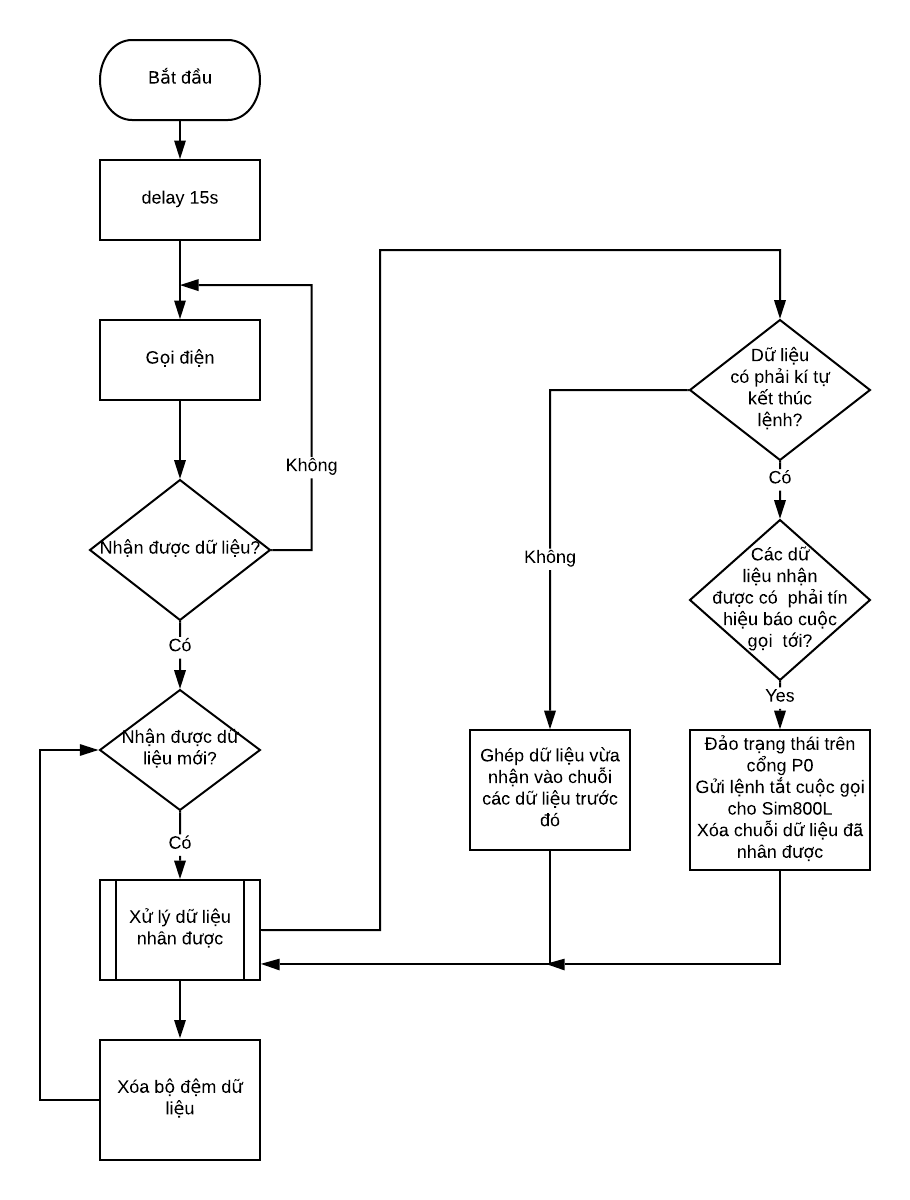 Bắt đầu
delay 15s
Gọi điện
Không
Nhận được dữ liệu?
Có
Nhận được dữ
liệu mới?
Có
Xử lý dữ liệu
nhân được
Xóa bộ đệm dữ
liệu
Dữ liệu
có phải kí tự
kết thúc
lệnh?
Có
Không
Các dữ
liệu nhận
được có  phải tín
hiệu báo cuộc
gọi  tới?
Yes
Ghép dữ liệu vừa
nhận vào chuỗi
các dữ liệu trước
đó
Đảo trạng thái trên
cổng P0
Gửi lệnh tắt cuộc gọi
cho Sim800L
Xóa chuỗi dữ liệu đã
nhân được